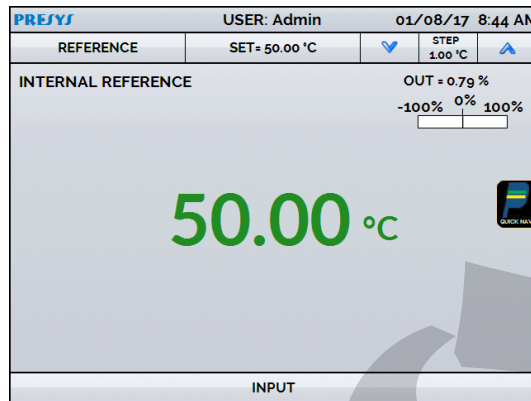 PRESYS USER: Admin 01/08/17 8:44 AM
REFERENCE SET= 50.00 °C STEP
1.00 °C
INTERNAL REFERENCE OUT = 0.79 %
-100% 0% 100%
50.00 °C
QUICK NAV
INPUT